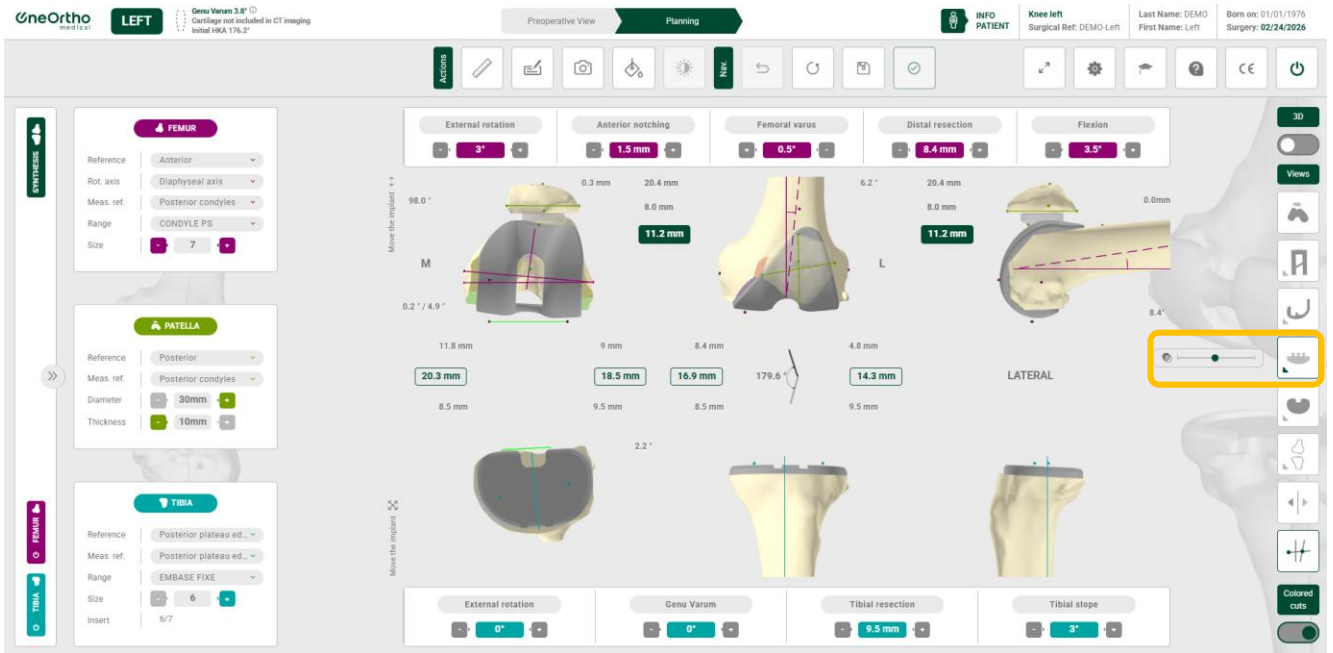 OneOrtho
medical
LEFT
Genu Varum 3.8°
Cartilage not included in CT imaging
Initial HKA 176.2°
Preoperative View
Planning
INFO
PATIENT
Knee left
Surgical Ref: DEMO-Left
Last Name: DEMO
First Name: Left
Born on: 01/01/1976
Surgery: 02/24/2026
Actions
Nav.
CE
SYNTHESIS
FEMUR
TIBIA
FEMUR
Reference Anterior
Rot. axis Diaphyseal axis
Meas. ref. Posterior condyles
Range CONDYLE PS
Size - 7 +
PATELLA
Reference Posterior
Meas. ref. Posterior condyles
Diameter - 30mm +
Thickness - 10mm +
TIBIA
Reference Posterior plateau ed...
Meas. ref. Posterior plateau ed...
Range EMBASE FIXE
Size - 6 +
Insert 6/7
External rotation
- 3° +
Anterior notching
- 1.5 mm +
Femoral varus
+ 0.5° -
Distal resection
- 8.4 mm +
Flexion
- 3.5° +
Move the implant
98.0 °
0.3 mm
20.4 mm
8.0 mm
11.2 mm
6.2 °
20.4 mm
8.0 mm
11.2 mm
0.0mm
M
L
0.2 ° / 4.9 °
8.4°
11.8 mm
9 mm
8.4 mm
4.8 mm
20.3 mm
18.5 mm
16.9 mm
179.6 °
14.3 mm
LATERAL
8.5 mm
9.5 mm
8.5 mm
9.5 mm
2.2 °
Move the implant
External rotation
- 0° +
Genu Varum
- 0° +
Tibial resection
- 9.5 mm +
Tibial slope
- 3° +
3D
Views
Colored
cuts